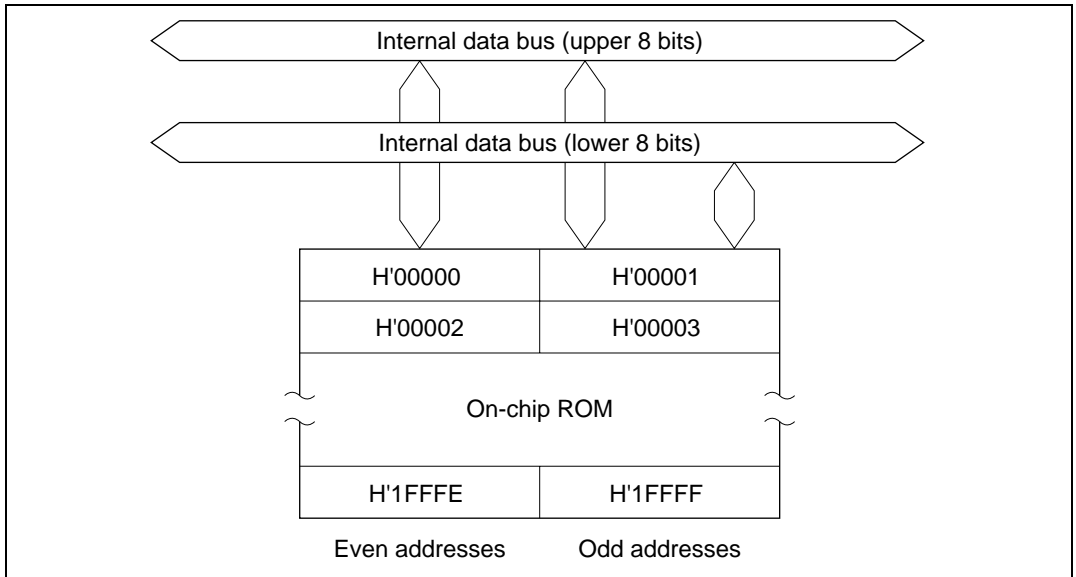 Internal data bus (upper 8 bits)
Internal data bus (lower 8 bits)
H'00000 H'00001
H'00002 H'00003
On-chip ROM
H'1FFFE H'1FFFF
Even addresses Odd addresses